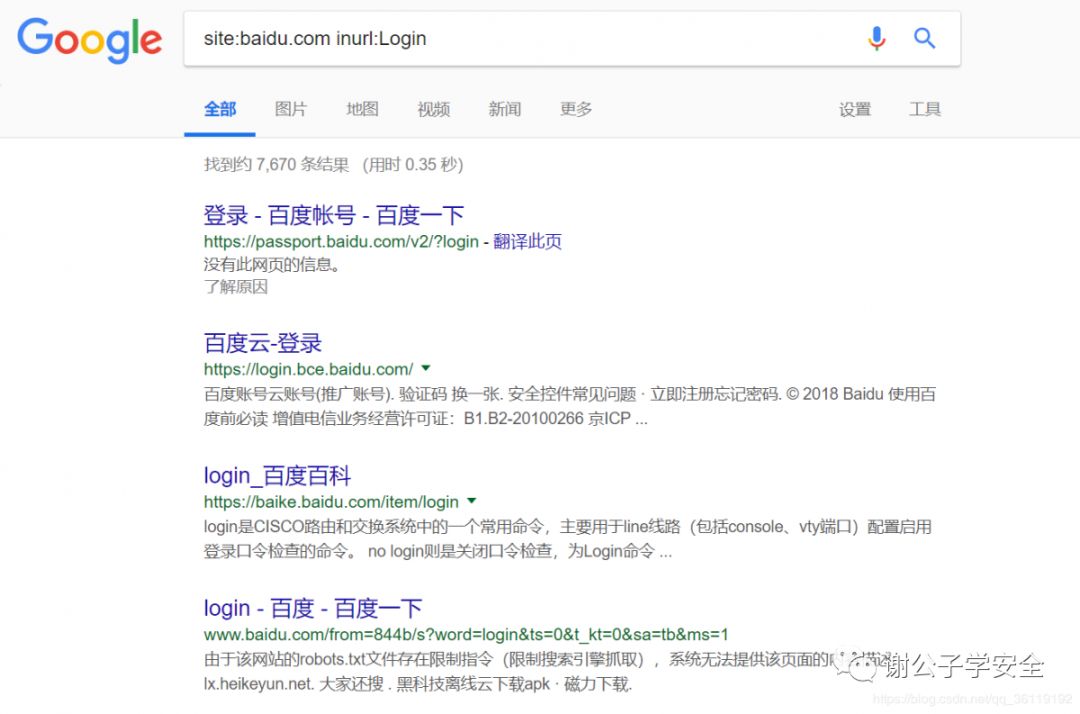 Google
site:baidu.com inurl:Login
全部 图片 地图 视频 新闻 更多 设置 工具
找到约 7,670 条结果 （用时 0.35 秒）
登录 - 百度帐号 - 百度一下
https://passport.baidu.com/v2/?login - 翻译此页
没有此网页的信息。
了解原因
百度云-登录
https://login.bce.baidu.com/
百度账号云账号(推广账号). 验证码 换一张. 安全控件常见问题 · 立即注册忘记密码. © 2018 Baidu 使用百
度前必读 增值电信业务经营许可证：B1.B2-20100266 京ICP ...
login_百度百科
https://baike.baidu.com/item/login
login是CISCO路由和交换系统中的一个常用命令，主要用于line线路（包括console、vty端口）配置启用
登录口令检查的命令。 no login则是关闭口令检查，为Login命令 ...
login - 百度 - 百度一下
www.baidu.com/from=844b/s?word=login&ts=0&t_kt=0&sa=tb&ms=1
由于该网站的robots.txt文件存在限制指令（限制搜索引擎抓取），系统无法提供该页面的
谢公子学安全
lx.heikeyun.net. 大家还搜 . 黑科技离线云下载apk · 磁力下载.
https://blog.csdn.net/qq_36119192